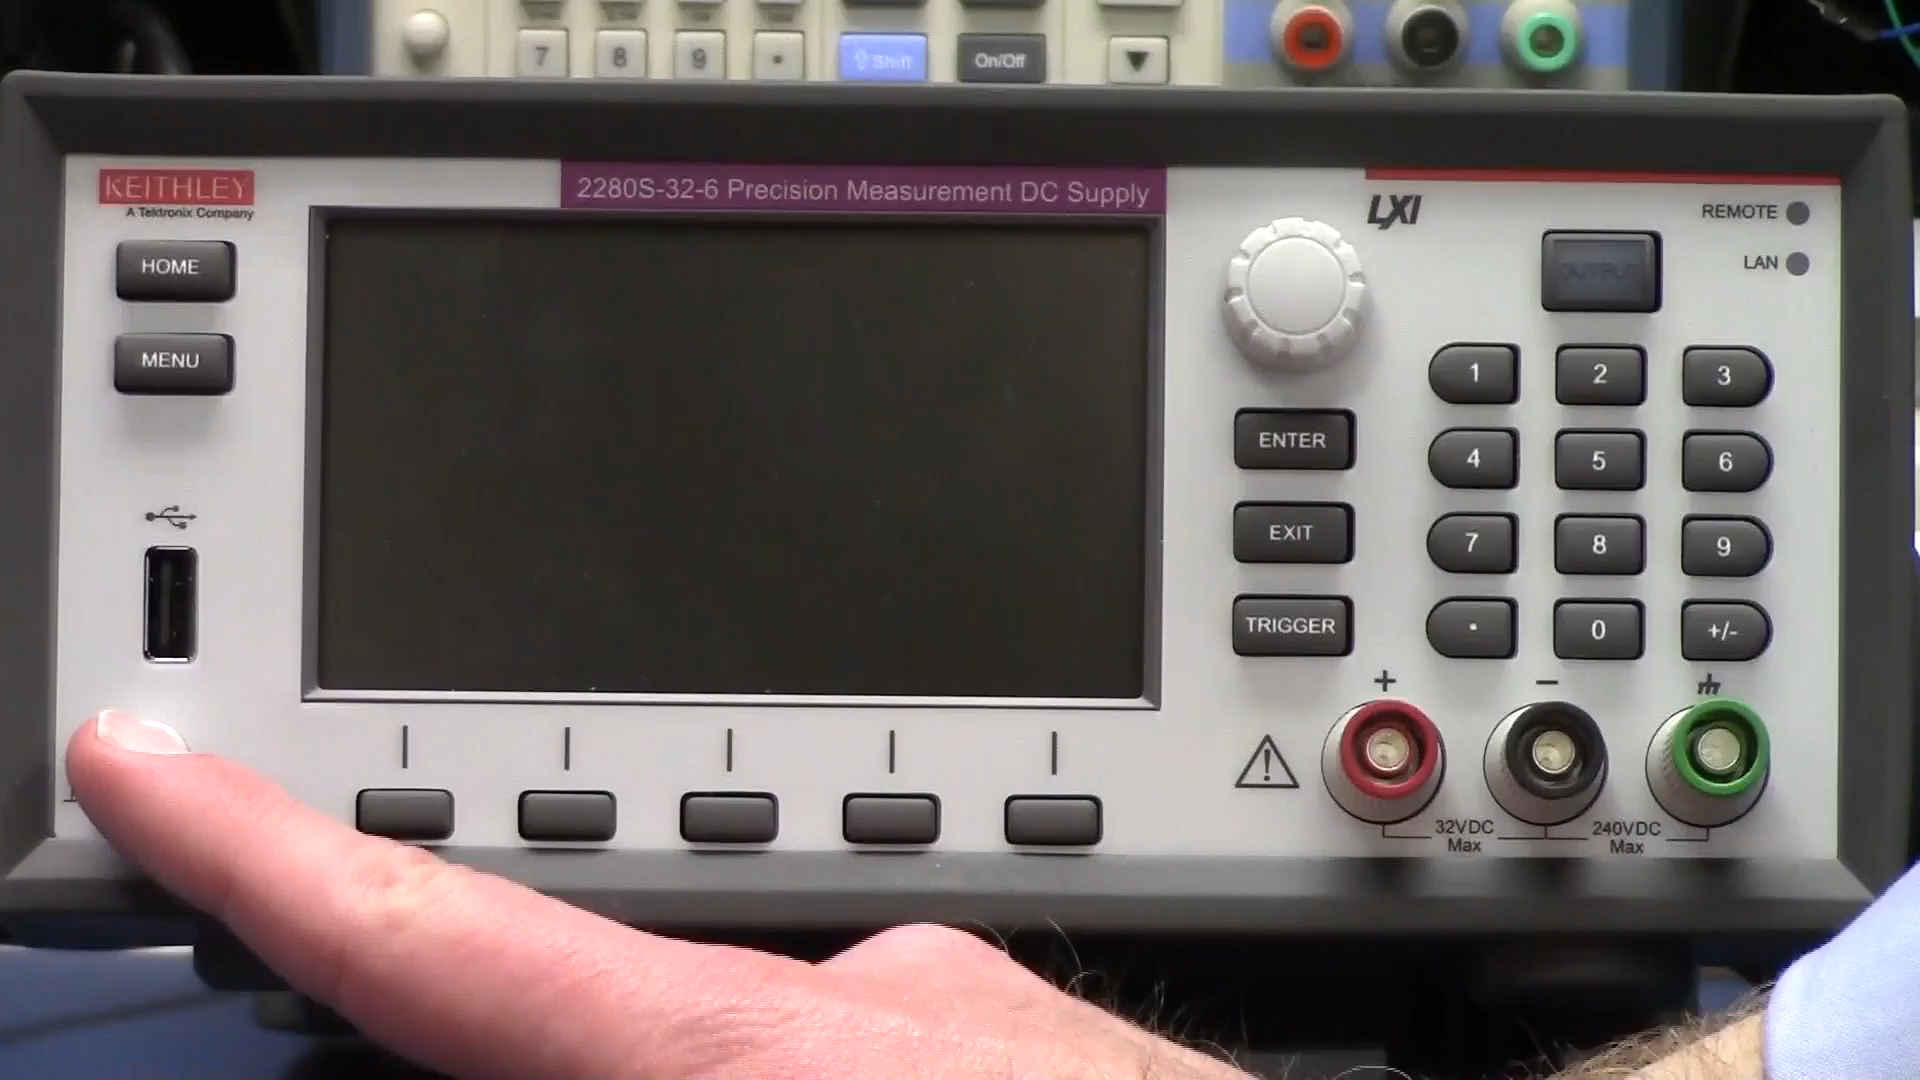 7 8 9 •
⇧Shift
On/Off
▼
KEITHLEY
A Tektronix Company
2280S-32-6 Precision Measurement DC Supply
LXI
REMOTE
LAN
HOME
MENU
OUTPUT
1 2 3
ENTER
4 5 6
EXIT
7 8 9
TRIGGER
. 0 +/-
+ −
32VDC
Max
240VDC
Max